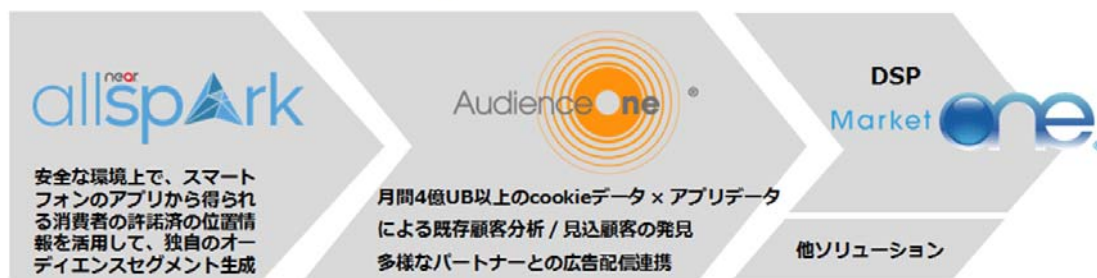 near
allspark
安全な環境上で、スマート
フォンのアプリから得られ
る消費者の許諾済の位置情
報を活用して、独自のオー
ディエンスセグメント生成
AudienceOne ®
月間4億UB以上のcookieデータ × アプリデータ
による既存顧客分析 / 見込顧客の発見
多様なパートナーとの広告配信連携
DSP
Market One®
他ソリューション